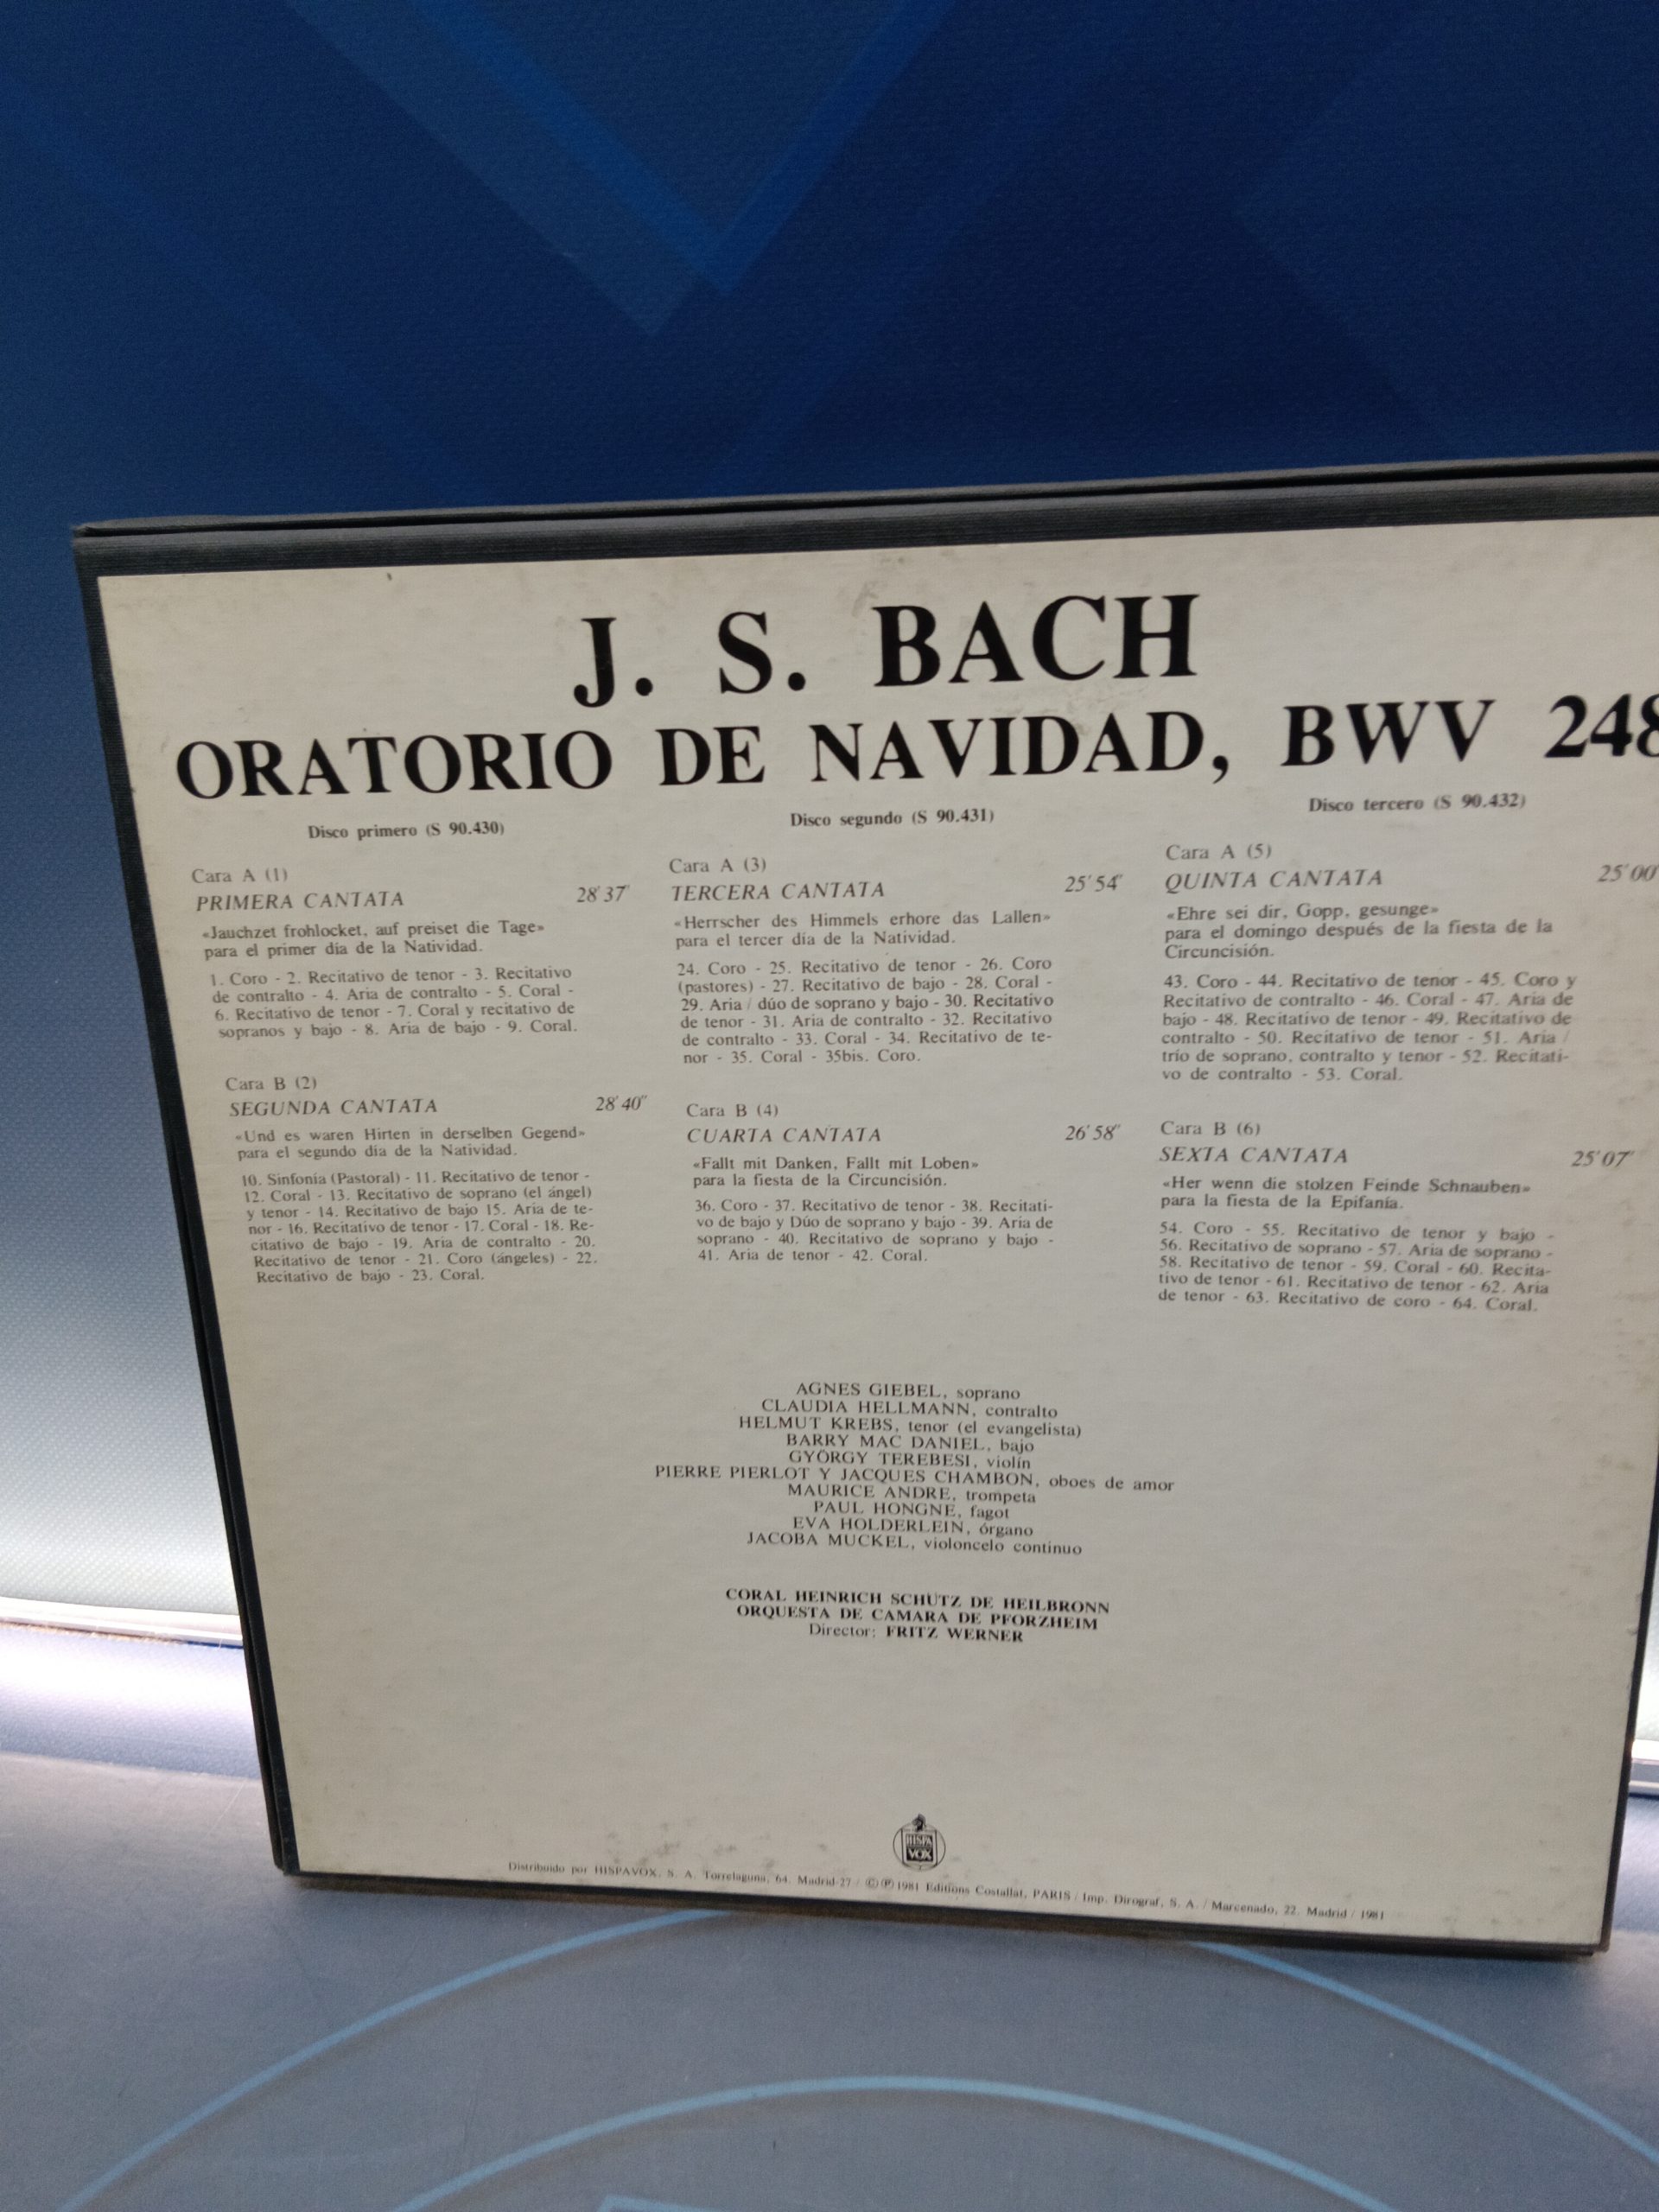 J. S. BACH
ORATORIO DE NAVIDAD, BWV 248
Disco primero (S 90.430)
Cara A (1)
PRIMERA CANTATA 28'37"
«Jauchzet frohlocket, auf preiset die Tage»
para el primer día de la Natividad.
1. Coro - 2. Recitativo de tenor - 3. Recitativo
de contralto - 4. Aria de contralto - 5. Coral -
6. Recitativo de tenor - 7. Coral y recitativo de
sopranos y bajo - 8. Aria de bajo - 9. Coral.
Cara B (2)
SEGUNDA CANTATA 28'40"
«Und es waren Hirten in derselben Gegend»
para el segundo día de la Natividad.
10. Sinfonía (Pastoral) - 11. Recitativo de tenor -
12. Coral - 13. Recitativo de soprano (el ángel)
y tenor - 14. Recitativo de bajo 15. Aria de te-
nor - 16. Recitativo de tenor - 17. Coral - 18. Re-
citativo de bajo - 19. Aria de contralto - 20.
Recitativo de tenor - 21. Coro (ángeles) - 22.
Recitativo de bajo - 23. Coral.
Disco segundo (S 90.431)
Cara A (3)
TERCERA CANTATA 25'54"
«Herrscher des Himmels erhore das Lallen»
para el tercer día de la Natividad.
24. Coro - 25. Recitativo de tenor - 26. Coro
(pastores) - 27. Recitativo de bajo - 28. Coral -
29. Aria / dúo de soprano y bajo - 30. Recitativo
de tenor - 31. Aria de contralto - 32. Recitativo
de contralto - 33. Coral - 34. Recitativo de te-
nor - 35. Coral - 35bis. Coro.
Cara B (4)
CUARTA CANTATA 26'58"
«Fallt mit Danken, Fallt mit Loben»
para la fiesta de la Circuncisión.
36. Coro - 37. Recitativo de tenor - 38. Recitati-
vo de bajo y Dúo de soprano y bajo - 39. Aria de
soprano - 40. Recitativo de soprano y bajo -
41. Aria de tenor - 42. Coral.
Disco tercero (S 90.432)
Cara A (5)
QUINTA CANTATA 25'00
«Ehre sei dir, Gopp, gesunge»
para el domingo después de la fiesta de la
Circuncisión.
43. Coro - 44. Recitativo de tenor - 45. Coro y
Recitativo de contralto - 46. Coral - 47. Aria de
bajo - 48. Recitativo de tenor - 49. Recitativo de
contralto - 50. Recitativo de tenor - 51. Aria /
trío de soprano, contralto y tenor - 52. Recitati-
vo de contralto - 53. Coral.
Cara B (6)
SEXTA CANTATA 25'07"
«Her wenn die stolzen Feinde Schnauben»
para la fiesta de la Epifanía.
54. Coro - 55. Recitativo de tenor y bajo -
56. Recitativo de soprano - 57. Aria de soprano -
58. Recitativo de tenor - 59. Coral - 60. Recita-
tivo de tenor - 61. Recitativo de tenor - 62. Aria
de tenor - 63. Recitativo de coro - 64. Coral.
AGNES GIEBEL, soprano
CLAUDIA HELLMANN, contralto
HELMUT KREBS, tenor (el evangelista)
BARRY MAC DANIEL, bajo
GYÖRGY TEREBESI, violín
PIERRE PIERLOT Y JACQUES CHAMBON, oboes de amor
MAURICE ANDRE, trompeta
PAUL HONGNE, fagot
EVA HOLDERLEIN, órgano
JACOBA MUCKEL, violoncelo continuo
CORAL HEINRICH SCHÜTZ DE HEILBRONN
ORQUESTA DE CAMARA DE PFORZHEIM
Director: FRITZ WERNER
HISPA
VOX
Distribuido por HISPAVOX, S. A. Torrelaguna, 64. Madrid-27 / ©℗1981 Editions Costallat, PARIS / Imp. Dirograf, S. A. / Marcenado, 22. Madrid / 1981